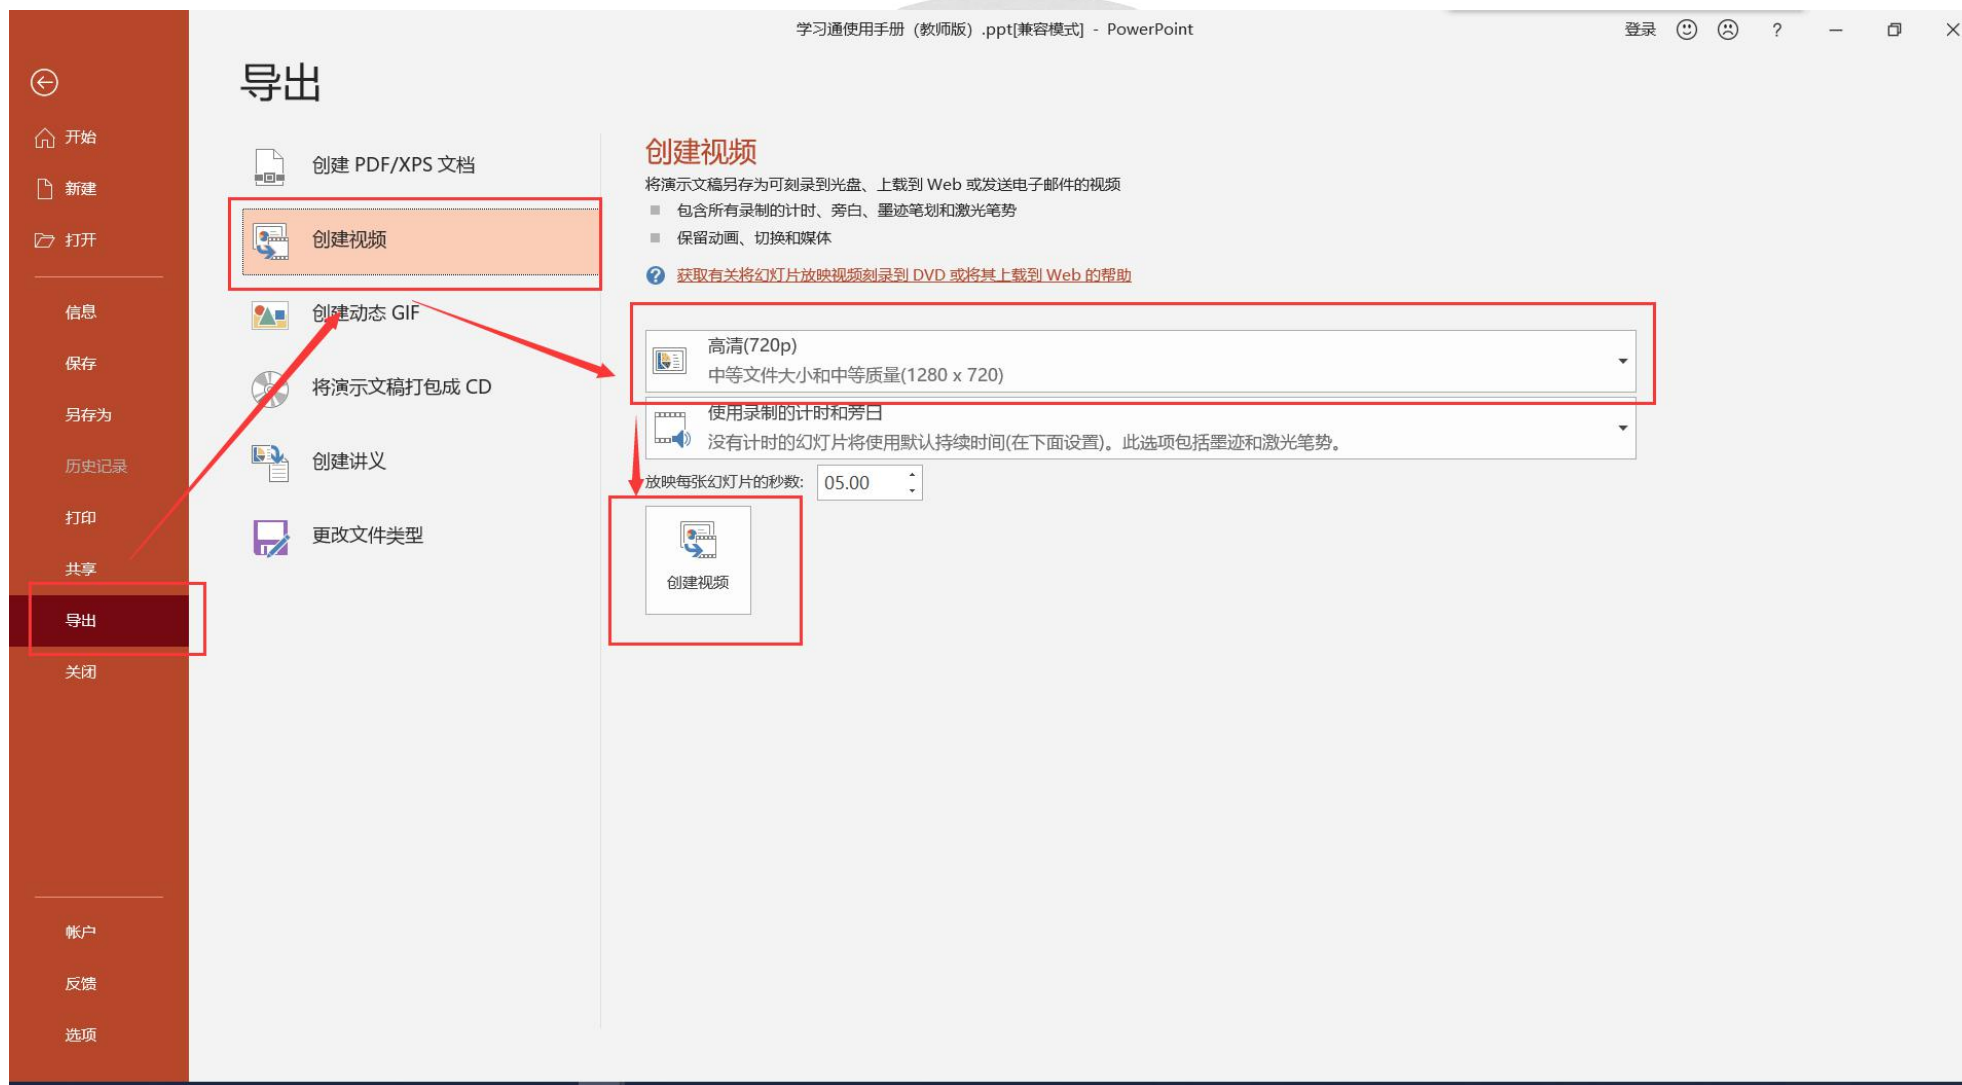 学习通使用手册（教师版）.ppt[兼容模式] - PowerPoint
登录
?
导出
开始
新建
打开
信息
保存
另存为
历史记录
打印
共享
导出
关闭
帐户
反馈
选项
创建 PDF/XPS 文档
创建视频
创建动态 GIF
将演示文稿打包成 CD
创建讲义
更改文件类型
创建视频
将演示文稿另存为可刻录到光盘、上载到 Web 或发送电子邮件的视频
包含所有录制的计时、旁白、墨迹笔划和激光笔势
保留动画、切换和媒体
获取有关将幻灯片放映视频刻录到 DVD 或将其上载到 Web 的帮助
高清(720p)
中等文件大小和中等质量(1280 x 720)
使用录制的计时和旁白
没有计时的幻灯片将使用默认持续时间(在下面设置)。此选项包括墨迹和激光笔势。
放映每张幻灯片的秒数: 05.00
创建视频